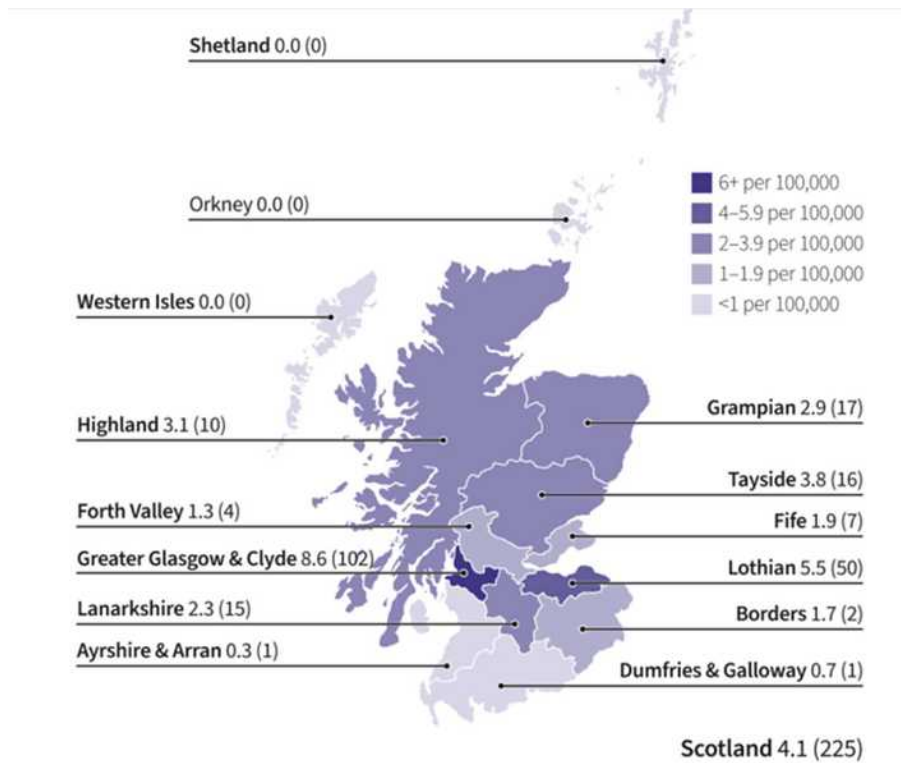 Shetland 0.0 (0)
Orkney 0.0 (0)
6+ per 100,000
4–5.9 per 100,000
2–3.9 per 100,000
1–1.9 per 100,000
<1 per 100,000
Western Isles 0.0 (0)
Grampian 2.9 (17)
Highland 3.1 (10)
Tayside 3.8 (16)
Forth Valley 1.3 (4)
Fife 1.9 (7)
Greater Glasgow & Clyde 8.6 (102)
Lothian 5.5 (50)
Lanarkshire 2.3 (15)
Borders 1.7 (2)
Ayrshire & Arran 0.3 (1)
Dumfries & Galloway 0.7 (1)
Scotland 4.1 (225)